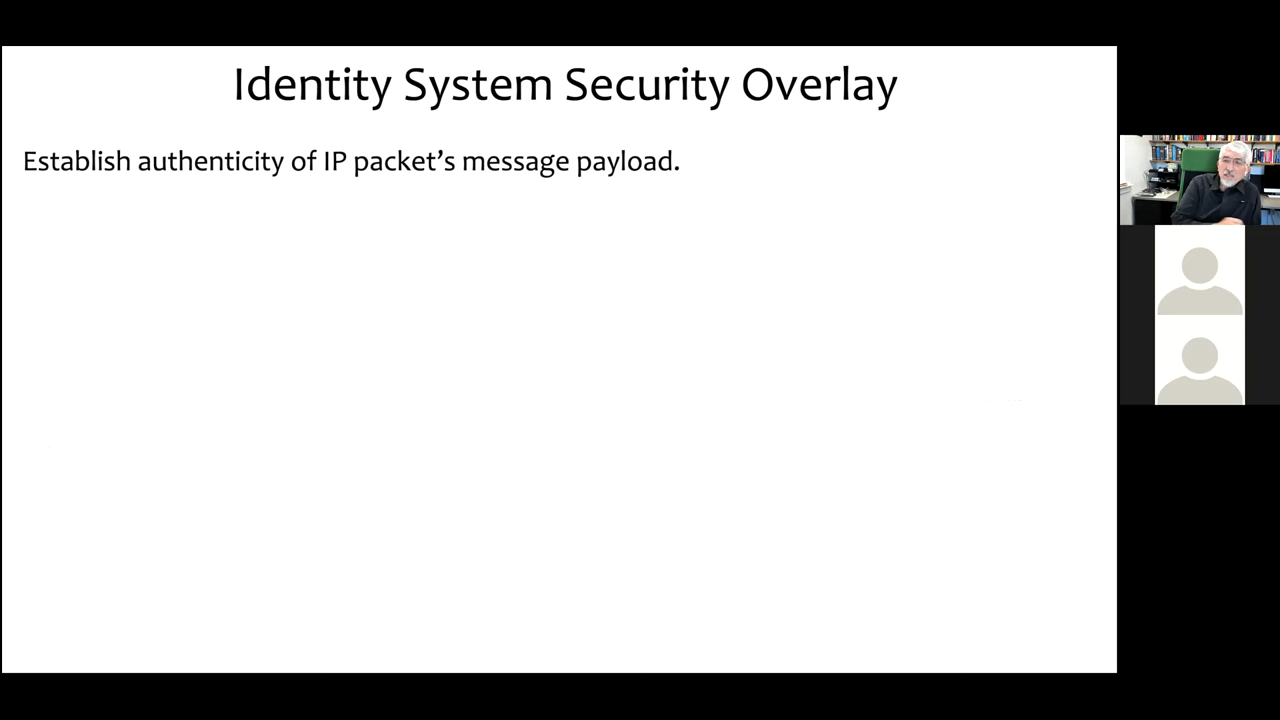 Identity System Security Overlay
Establish authenticity of IP packet’s message payload.